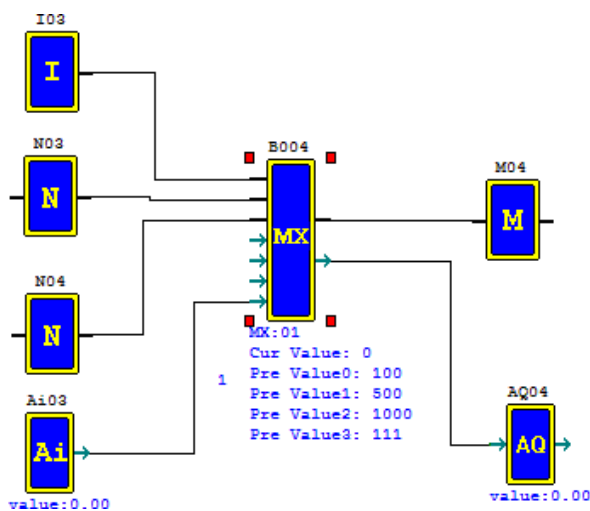 I03
I
N03
N
B004
MX
M04
M
N04
N
MX:01
Cur Value: 0
1
Pre Value0: 100
Pre Value1: 500
Pre Value2: 1000
Pre Value3: 111
Ai03
Ai
value:0.00
AQ04
AQ
value:0.00